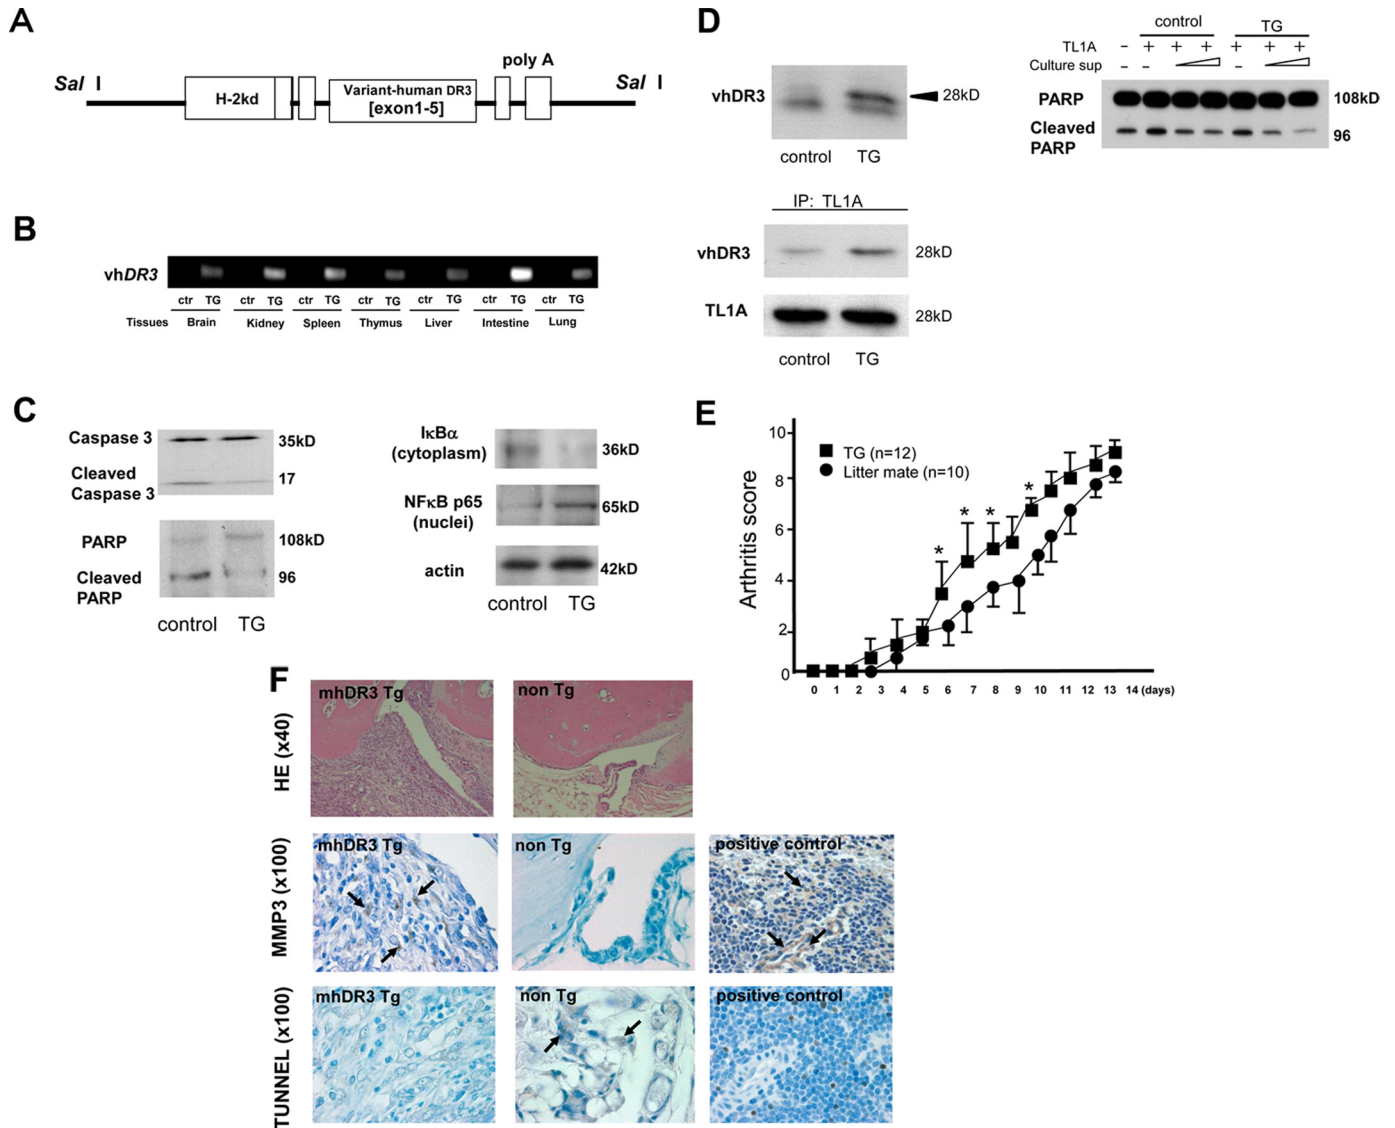 A
Sal I
H-2kd
Variant-human DR3
[exon1-5]
poly A
Sal I
B
vhDR3
ctr TG ctr TG ctr TG ctr TG ctr TG ctr TG ctr TG
Tissues Brain Kidney Spleen Thymus Liver Intestine Lung
C
Caspase 3
35kD
Cleaved
Caspase 3
17
PARP
108kD
Cleaved
PARP
96
control TG
IκBα
(cytoplasm)
36kD
NFκB p65
(nuclei)
65kD
actin
42kD
control TG
D
vhDR3
28kD
control TG
IP: TL1A
vhDR3
28kD
TL1A
28kD
control TG
control TG
TL1A - + + + + + +
Culture sup - - -
PARP
108kD
Cleaved
PARP
96
E
Arthritis score
10
8
6
4
2
0
TG (n=12)
Litter mate (n=10)
* * * *
0 1 2 3 4 5 6 7 8 9 10 11 12 13 14 (days)
F
HE (x40)
mhDR3 Tg
non Tg
MMP3 (x100)
mhDR3 Tg
non Tg
positive control
TUNNEL (x100)
mhDR3 Tg
non Tg
positive control